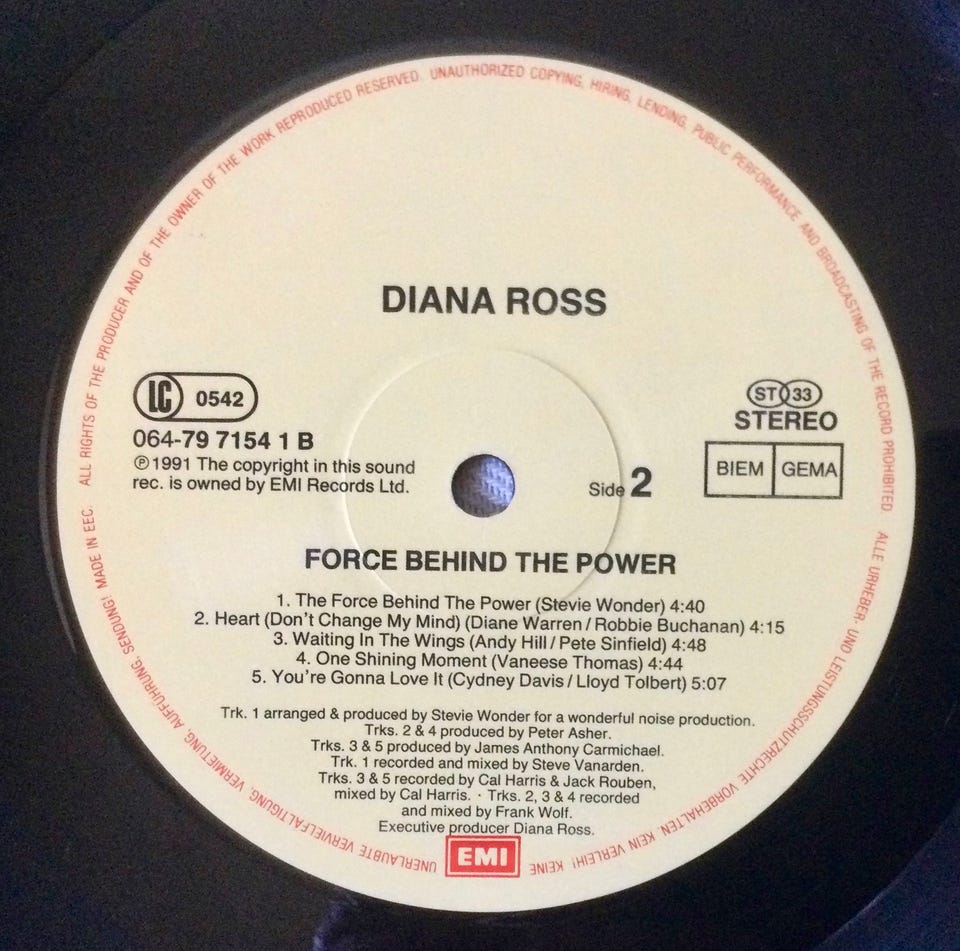 ALL RIGHTS OF THE PRODUCER AND OF THE OWNER OF THE WORK REPRODUCED RESERVED. UNAUTHORIZED COPYING, HIRING, LENDING, PUBLIC PERFORMANCE AND BROADCASTING OF THE RECORD PROHIBITED
DIANA ROSS
LC 0542
064-79 7154 1 B
℗1991 The copyright in this sound
rec. is owned by EMI Records Ltd.
ST 33
STEREO
BIEM GEMA
Side 2
FORCE BEHIND THE POWER
1. The Force Behind The Power (Stevie Wonder) 4:40
2. Heart (Don't Change My Mind) (Diane Warren / Robbie Buchanan) 4:15
3. Waiting In The Wings (Andy Hill / Pete Sinfield) 4:48
4. One Shining Moment (Vaneese Thomas) 4:44
5. You're Gonna Love It (Cydney Davis / Lloyd Tolbert) 5:07
Trk. 1 arranged & produced by Stevie Wonder for a wonderful noise production.
Trks. 2 & 4 produced by Peter Asher.
Trks. 3 & 5 produced by James Anthony Carmichael.
Trk. 1 recorded and mixed by Steve Vanarden.
Trks. 3 & 5 recorded by Cal Harris & Jack Rouben,
mixed by Cal Harris. · Trks. 2, 3 & 4 recorded
and mixed by Frank Wolf.
Executive producer Diana Ross.
EMI
ALLE URHEBER- UND LEISTUNGSSCHUTZRECHTE VORBEHALTEN. KEIN VERLEIH! KEINE UNERLAUBTE VERVIELFÄLTIGUNG, VERMIETUNG, AUFFÜHRUNG, SENDUNG! MADE IN EEC.